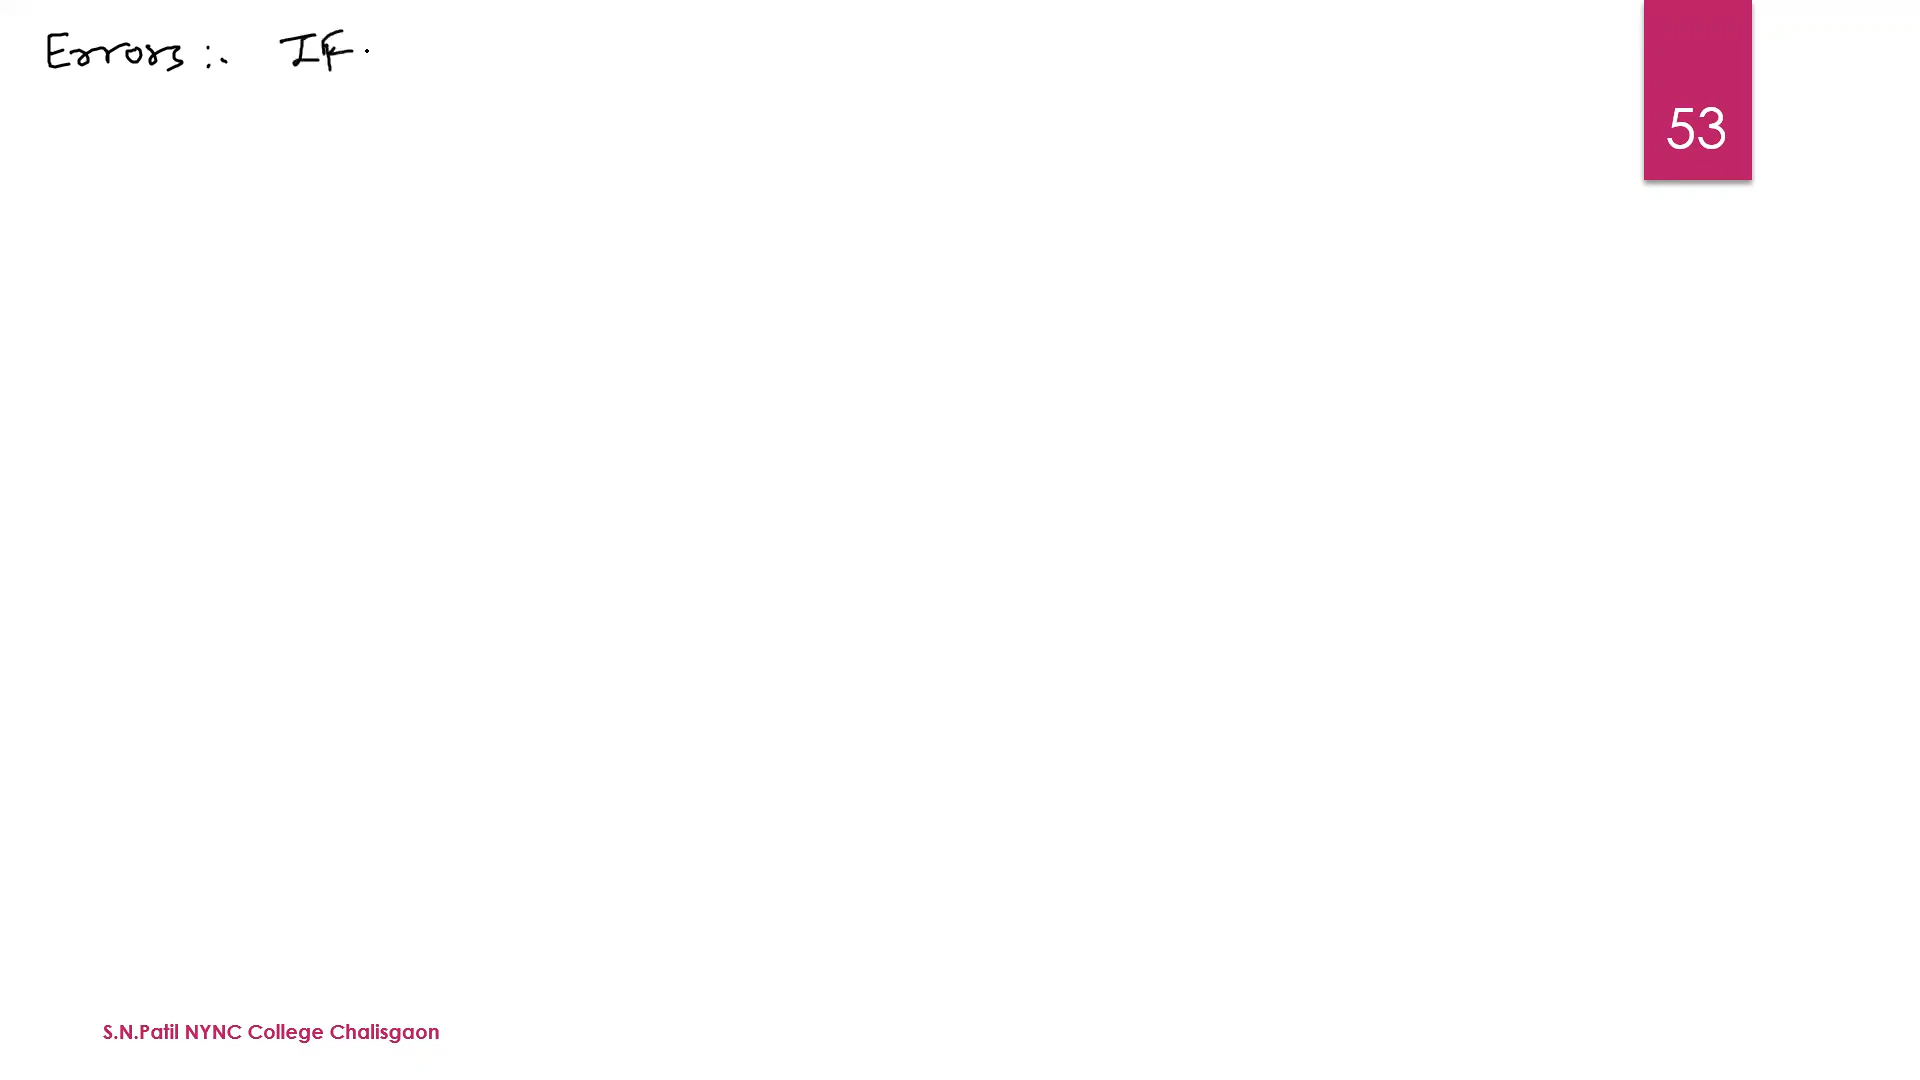 Errors :- IF
53
S.N.Patil NYNC College Chalisgaon